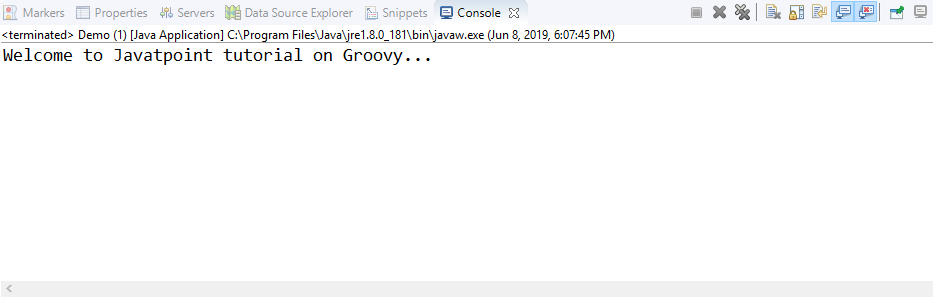 Markers Properties Servers Data Source Explorer Snippets Console
<terminated> Demo (1) [Java Application] C:\Program Files\Java\jre1.8.0_181\bin\javaw.exe (Jun 8, 2019, 6:07:45 PM)
Welcome to Javatpoint tutorial on Groovy...